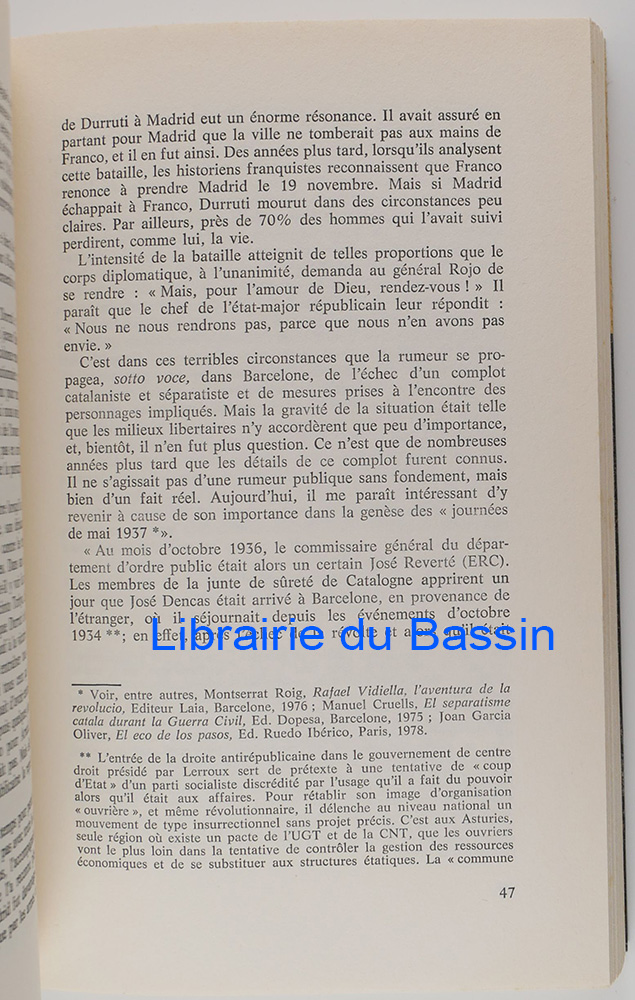 de Durruti à Madrid eut un énorme résonance. Il avait assuré en
partant pour Madrid que la ville ne tomberait pas aux mains de
Franco, et il en fut ainsi. Des années plus tard, lorsqu'ils analysent
cette bataille, les historiens franquistes reconnaissent que Franco
renonce à prendre Madrid le 19 novembre. Mais si Madrid
échappait à Franco, Durruti mourut dans des circonstances peu
claires. Par ailleurs, près de 70% des hommes qui l'avait suivi
perdirent, comme lui, la vie.
L'intensité de la bataille atteignit de telles proportions que le
corps diplomatique, à l'unanimité, demanda au général Rojo de
se rendre : « Mais, pour l'amour de Dieu, rendez-vous ! » Il
paraît que le chef de l'état-major républicain leur répondit :
« Nous ne nous rendrons pas, parce que nous n'en avons pas
envie. »
C'est dans ces terribles circonstances que la rumeur se pro-
pagea, sotto voce, dans Barcelone, de l'échec d'un complot
catalaniste et séparatiste et de mesures prises à l'encontre des
personnages impliqués. Mais la gravité de la situation était telle
que les milieux libertaires n'y accordèrent que peu d'importance,
et, bientôt, il n'en fut plus question. Ce n'est que de nombreuses
années plus tard que les détails de ce complot furent connus.
Il ne s'agissait pas d'une rumeur publique sans fondement, mais
bien d'un fait réel. Aujourd'hui, il me paraît intéressant d'y
revenir à cause de son importance dans la genèse des « journées
de mai 1937 *».
« Au mois d'octobre 1936, le commissaire général du dépar-
tement d'ordre public était alors un certain José Reverté (ERC).
Les membres de la junte de sûreté de Catalogne apprirent un
jour que José Dencas était arrivé à Barcelone, en provenance de
l'étranger, où il séjournait depuis les événements d'octobre
1934 **; en effet, après l'échec de la révolte et alors qu'il était
Librairie du Bassin
* Voir, entre autres, Montserrat Roig, Rafael Vidiella, l'aventura de la
revolucio, Editeur Laia, Barcelone, 1976 ; Manuel Cruells, El separatisme
catala durant la Guerra Civil, Ed. Dopesa, Barcelone, 1975 ; Joan Garcia
Oliver, El eco de los pasos, Ed. Ruedo Ibérico, Paris, 1978.
** L'entrée de la droite antirépublicaine dans le gouvernement de centre
droit présidé par Lerroux sert de prétexte à une tentative de « coup
d'Etat » d'un parti socialiste discrédité par l'usage qu'il a fait du pouvoir
alors qu'il était aux affaires. Pour rétablir son image d'organisation
« ouvrière », et même révolutionnaire, il délenche au niveau national un
mouvement de type insurrectionnel sans projet précis. C'est aux Asturies,
seule région où existe un pacte de l'UGT et de la CNT, que les ouvriers
vont le plus loin dans la tentative de contrôler la gestion des ressources
économiques et de se substituer aux structures étatiques. La « commune
47